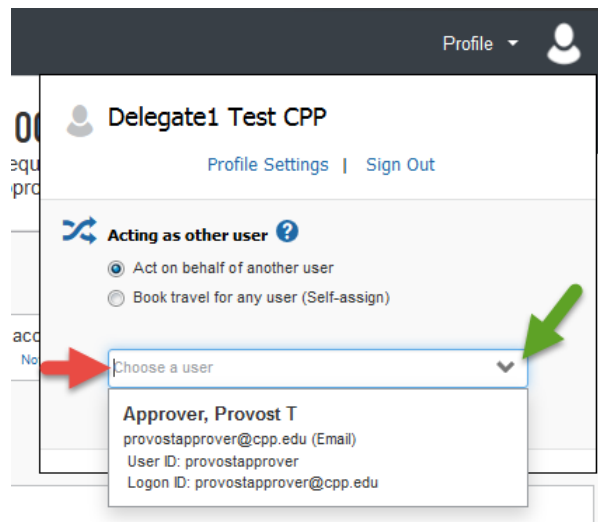 Profile
Delegate1 Test CPP
Profile Settings | Sign Out
Acting as other user ?
Act on behalf of another user
Book travel for any user (Self-assign)
Choose a user
Approver, Provost T
provostapprover@cpp.edu (Email)
User ID: provostapprover
Logon ID: provostapprover@cpp.edu